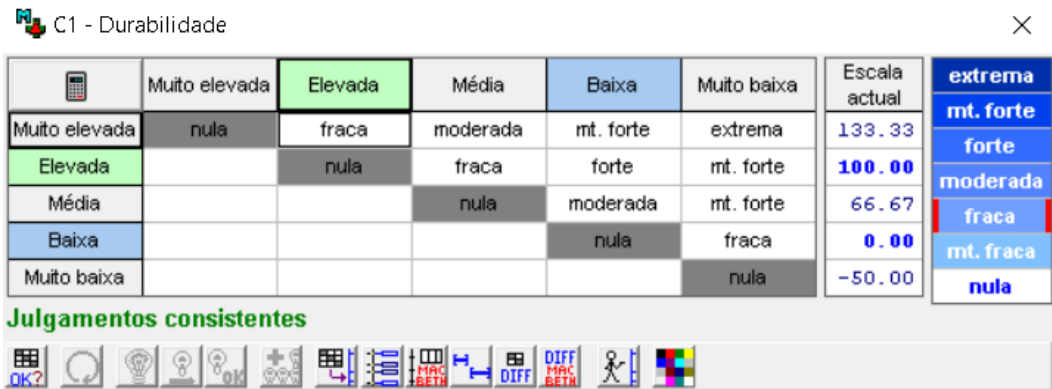 C1 - Durabilidade
Muito elevada Elevada Média Baixa Muito baixa Escala actual extrema
Muito elevada nula fraca moderada mt. forte extrema 133.33 mt. forte
forte
Elevada nula fraca forte mt. forte 100.00 moderada
Média nula moderada mt. forte 66.67 fraca
Baixa nula fraca 0.00 mt. fraca
Muito baixa nula -50.00 nula
Julgamentos consistentes
OK? OK MAC BETH DIFF DIFF MAC BETH